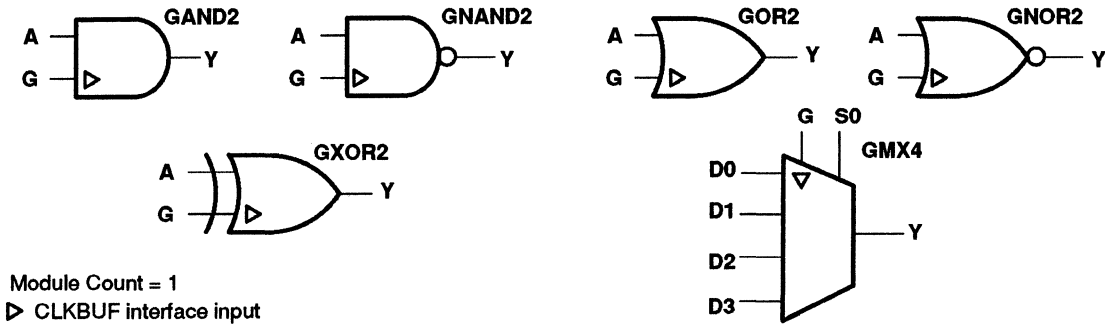 GAND2
A
G
Y
GNAND2
A
G
Y
GOR2
A
G
Y
GNOR2
A
G
Y
GXOR2
A
G
Y
G S0
GMX4
D0
D1
D2
D3
Y
Module Count = 1
CLKBUF interface input